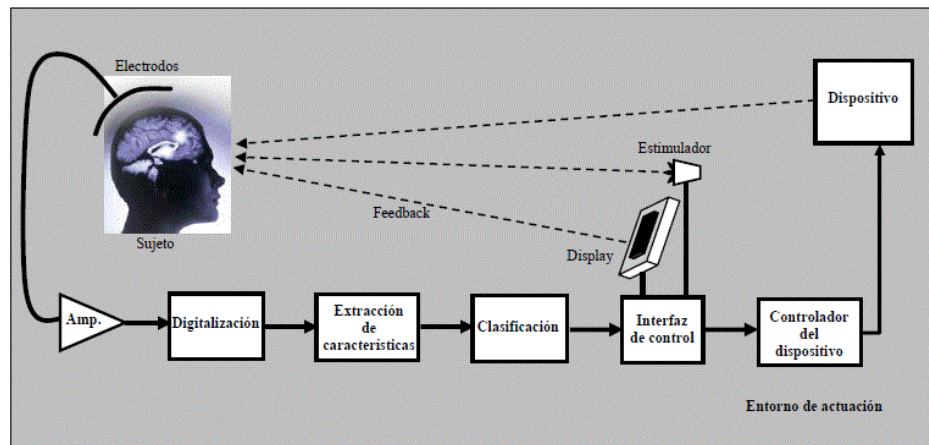 Electrodos
Dispositivo
Estimulador
Feedback
Sujeto
Display
Amp.
Digitalización
Extracción
de
características
Clasificación
Interfaz
de control
Controlador
del
dispositivo
Entorno de actuación